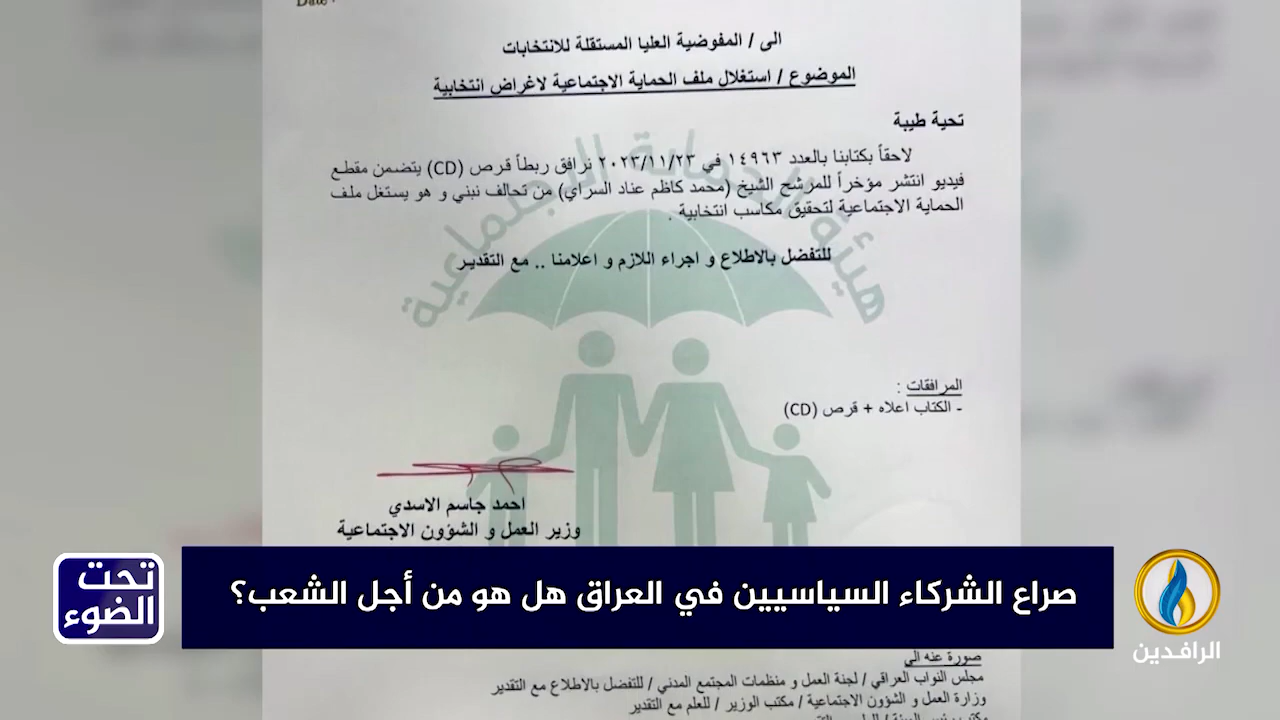 Date
الى / المفوضية العليا المستقلة للانتخابات
الموضوع / استغلال ملف الحماية الاجتماعية لاغراض انتخابية
تحية طيبة
لاحقاً بكتابنا بالعدد ١٤٩٦٣ في ٢٠٢٣/١١/٢٣ نرافق ربطاً قرص (CD) يتضمن مقطع
فيديو انتشر مؤخراً للمرشح الشيخ (محمد كاظم عناد السراي) من تحالف نبني و هو يستغل ملف
الحماية الاجتماعية لتحقيق مكاسب انتخابية .
للتفضل بالاطلاع و اجراء اللازم و اعلامنا .. مع التقدير
هيئة الحماية الاجتماعية
المرافقات :
- الكتاب اعلاه + قرص (CD)
احمد جاسم الاسدي
وزير العمل و الشؤون الاجتماعية
صراع الشركاء السياسيين في العراق هل هو من أجل الشعب؟
تحت
الضوء
الرافدين
صورة عنه الى
مجلس النواب العراقي / لجنة العمل و منظمات المجتمع المدني / للتفضل بالاطلاع مع التقدير
وزارة العمل و الشؤون الاجتماعية / مكتب الوزير / للعلم مع التقدير